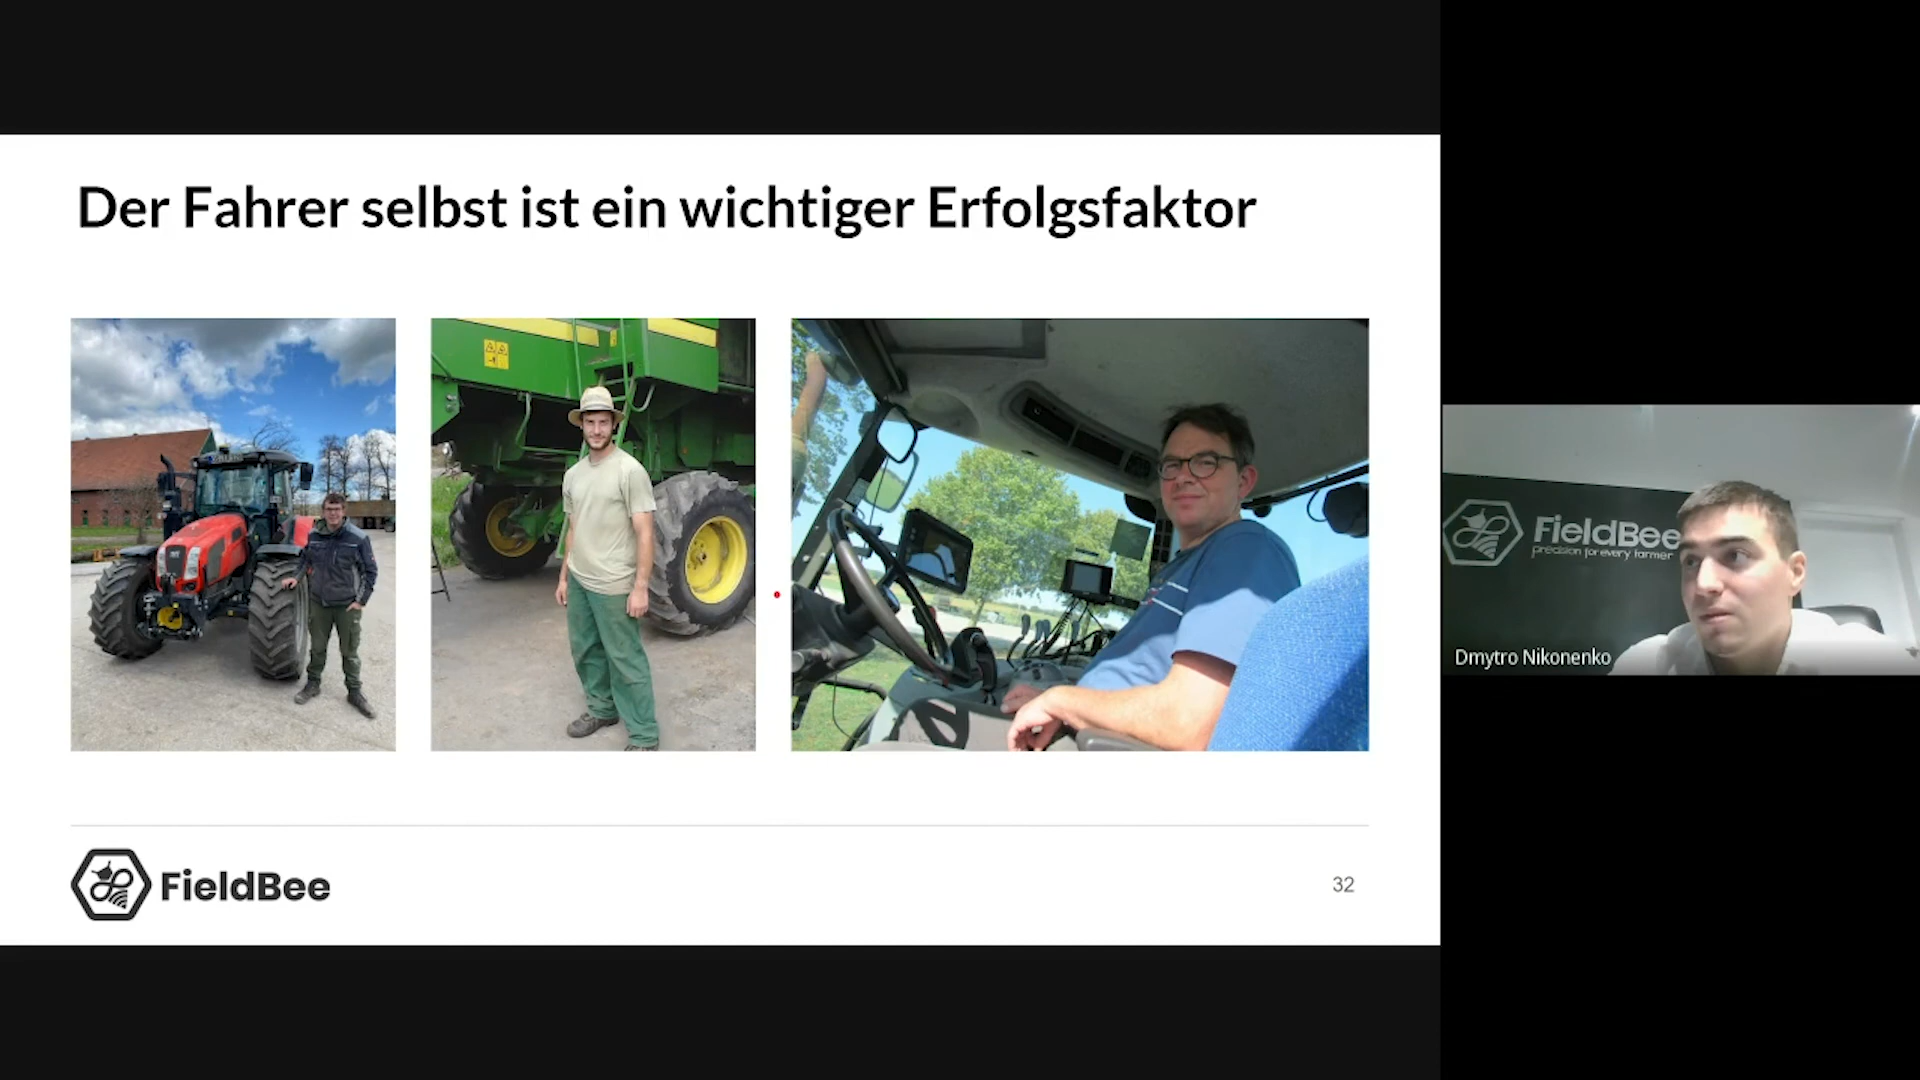 Der Fahrer selbst ist ein wichtiger Erfolgsfaktor
FieldBee
precision for every farmer
Dmytro Nikonenko
FieldBee
32